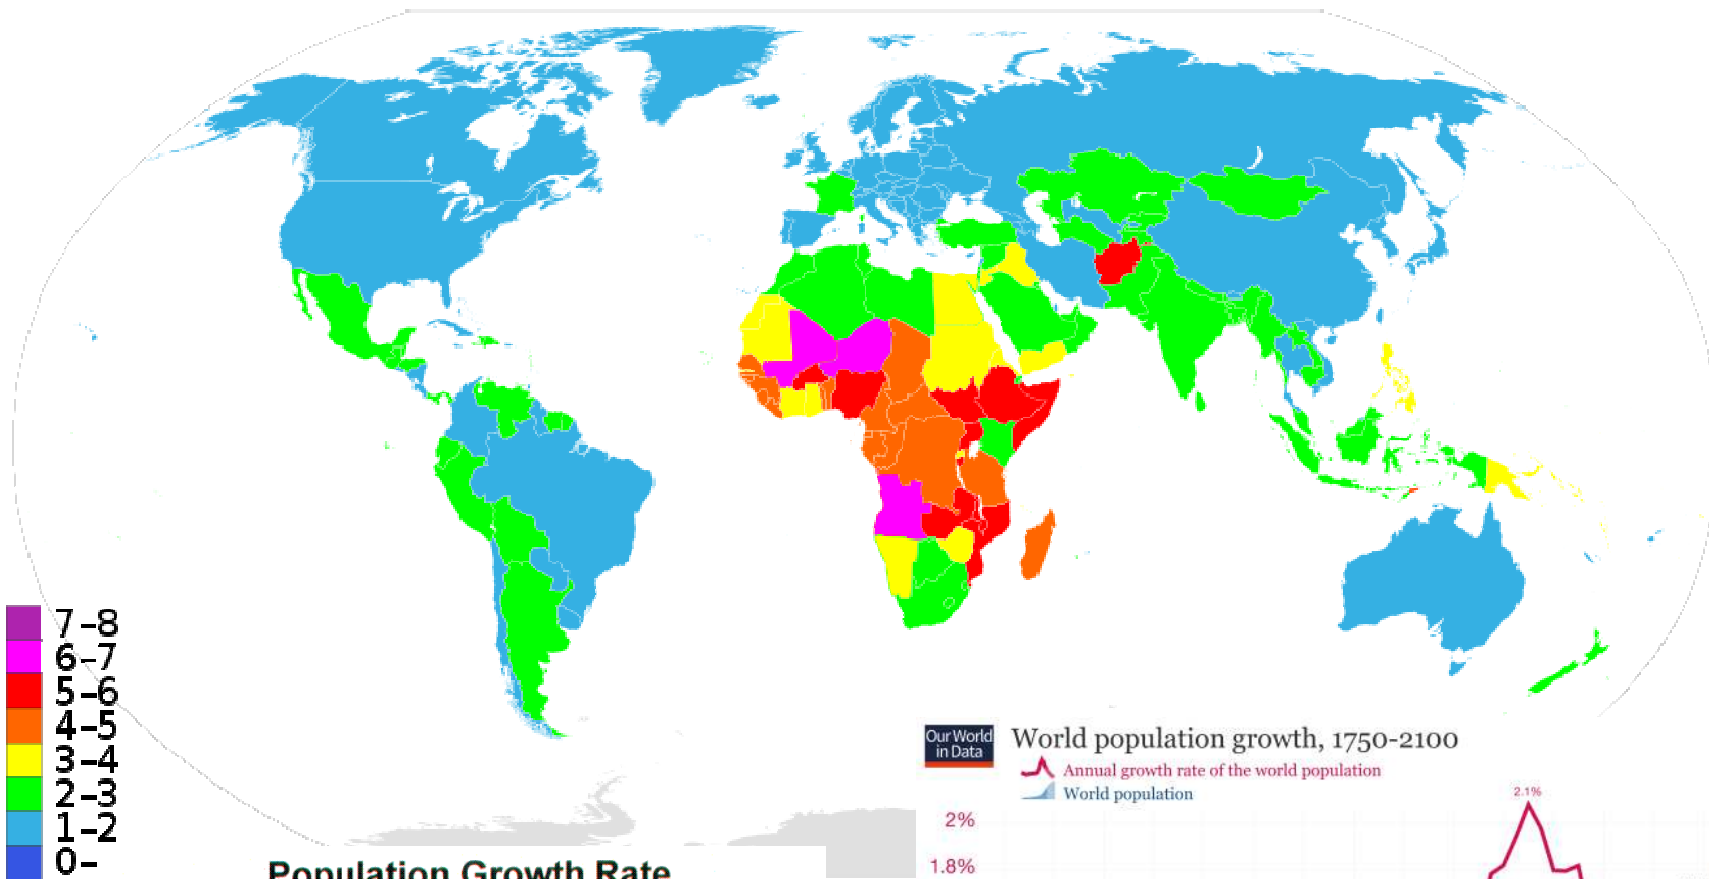 7-8
6-7
5-6
4-5
3-4
2-3
1-2
0-
Population Growth Rate
Our World
in Data
World population growth, 1750-2100
Annual growth rate of the world population
World population
2.1%
2%
1.8%